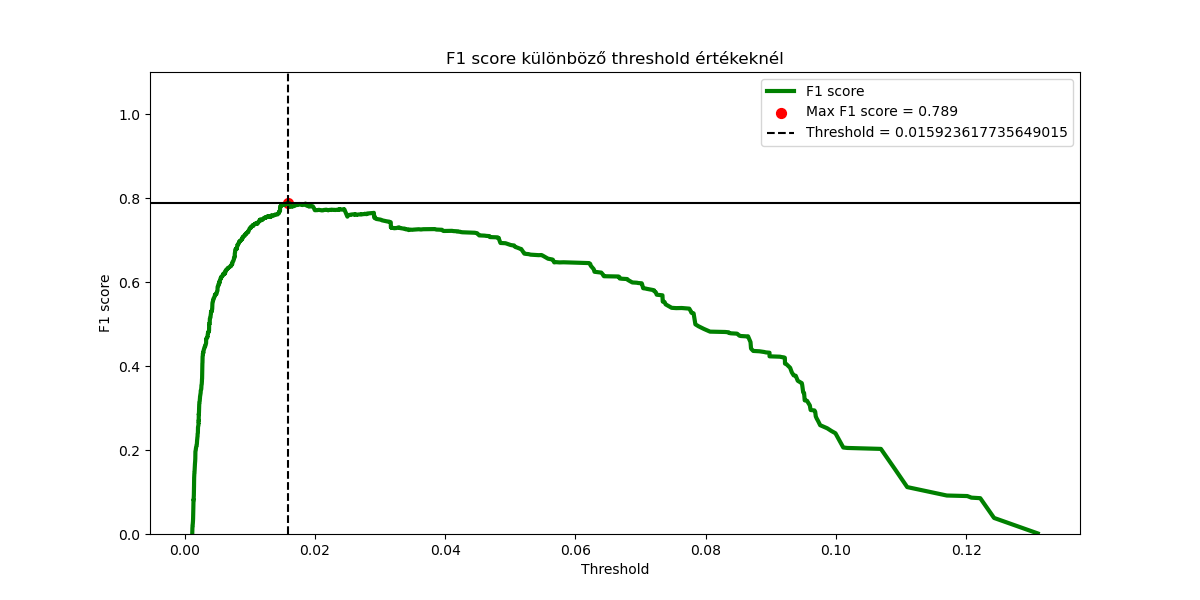 F1 score különböző threshold értékeknél
F1 score
Max F1 score = 0.789
Threshold = 0.015923617735649015
1.0
0.8
0.6
0.4
0.2
0.0
F1 score
0.00 0.02 0.04 0.06 0.08 0.10 0.12
Threshold